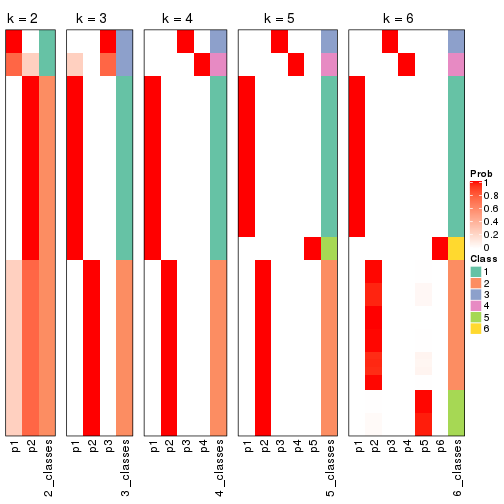 k = 2
k = 3
k = 4
k = 5
k = 6
p1
p2
2_classes
p1
p2
p3
3_classes
p1
p2
p3
p4
4_classes
p1
p2
p3
p4
p5
5_classes
p1
p2
p3
p4
p5
p6
6_classes
Prob
1
0.8
0.6
0.4
0.2
0
Class
1
2
3
4
5
6